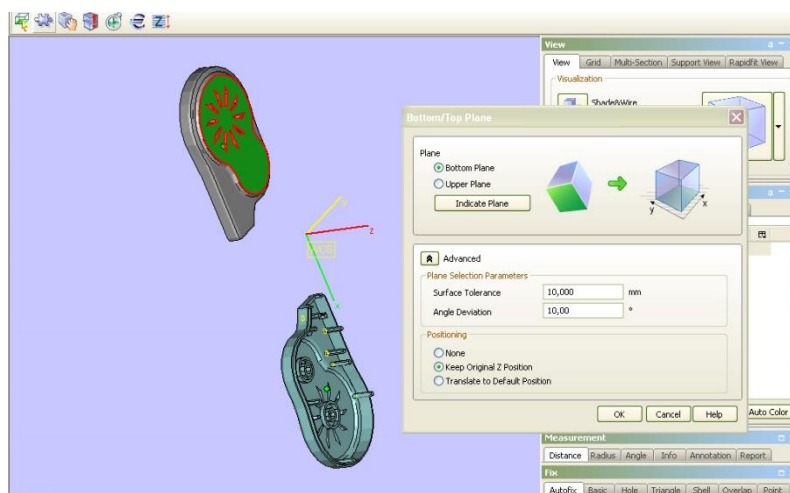 View
View Grid Multi-Section Support View Rapidfit View
Visualization
Shade&Wire
Bottom/Top Plane
Plane
Bottom Plane
Upper Plane
Indicate Plane
y x
Advanced
Plane Selection Parameters
Surface Tolerance 10,000 mm
Angle Deviation 10,00 °
Positioning
None
Keep Original Z Position
Translate to Default Position
OK Cancel Help
Auto Color
Measurement
Distance Radius Angle Info Annotation Report
Fix
Autofix Basic Hole Triangle Shell Overlap Point
y
z
x